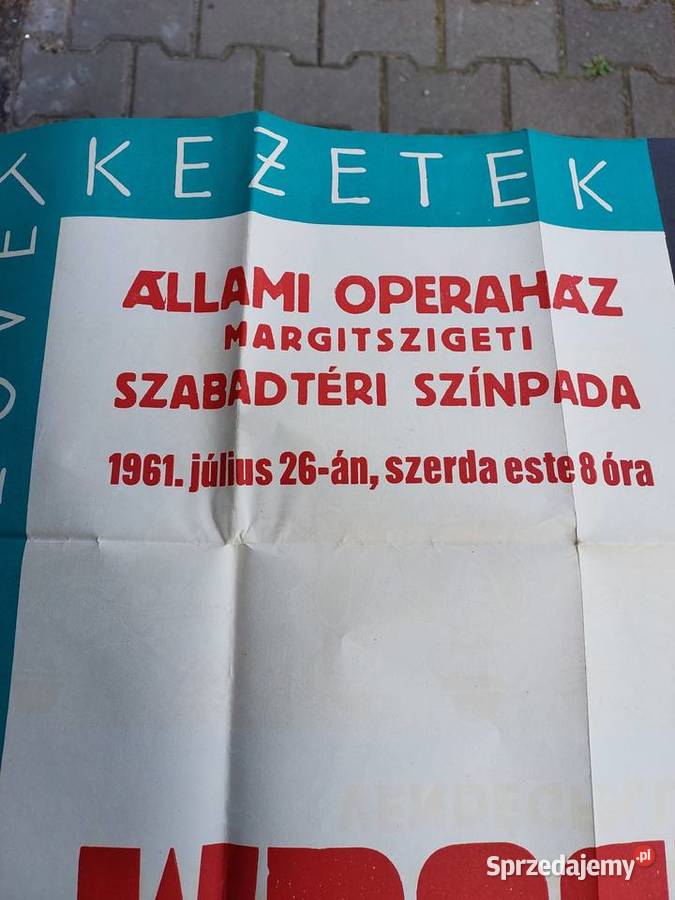 KEZETEK
ÁLLAMI OPERAHÁZ
MARGITSZIGETI
SZABADTÉRI SZÍNPADA
1961. július 26-án, szerda este 8 óra
Sprzedajemy.pl